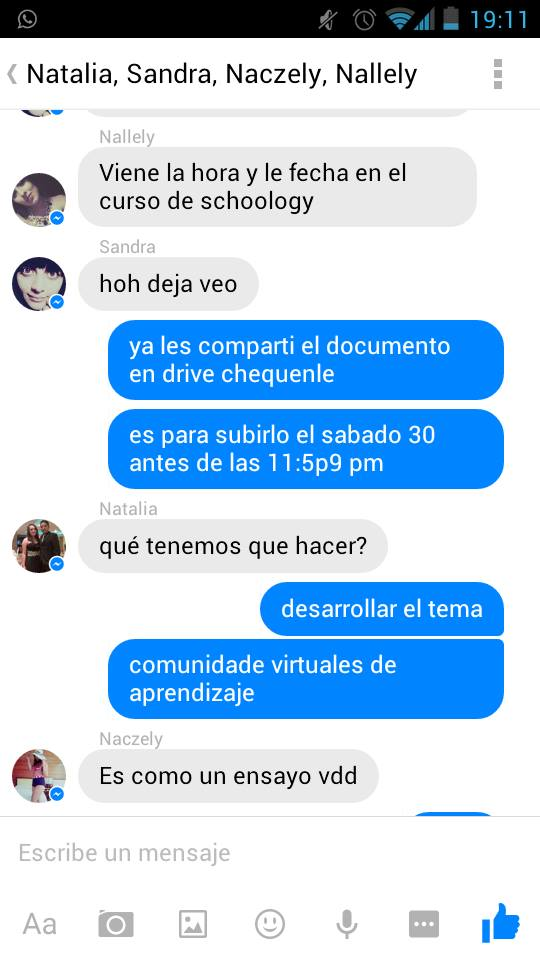 19:11
Natalia, Sandra, Naczely, Nallely
Nallely
Viene la hora y le fecha en el
curso de schoology
Sandra
hoh deja veo
ya les comparti el documento
en drive chequenle
es para subirlo el sabado 30
antes de las 11:5p9 pm
Natalia
qué tenemos que hacer?
desarrollar el tema
comunidade virtuales de
aprendizaje
Naczely
Es como un ensayo vdd
Escribe un mensaje
Aa